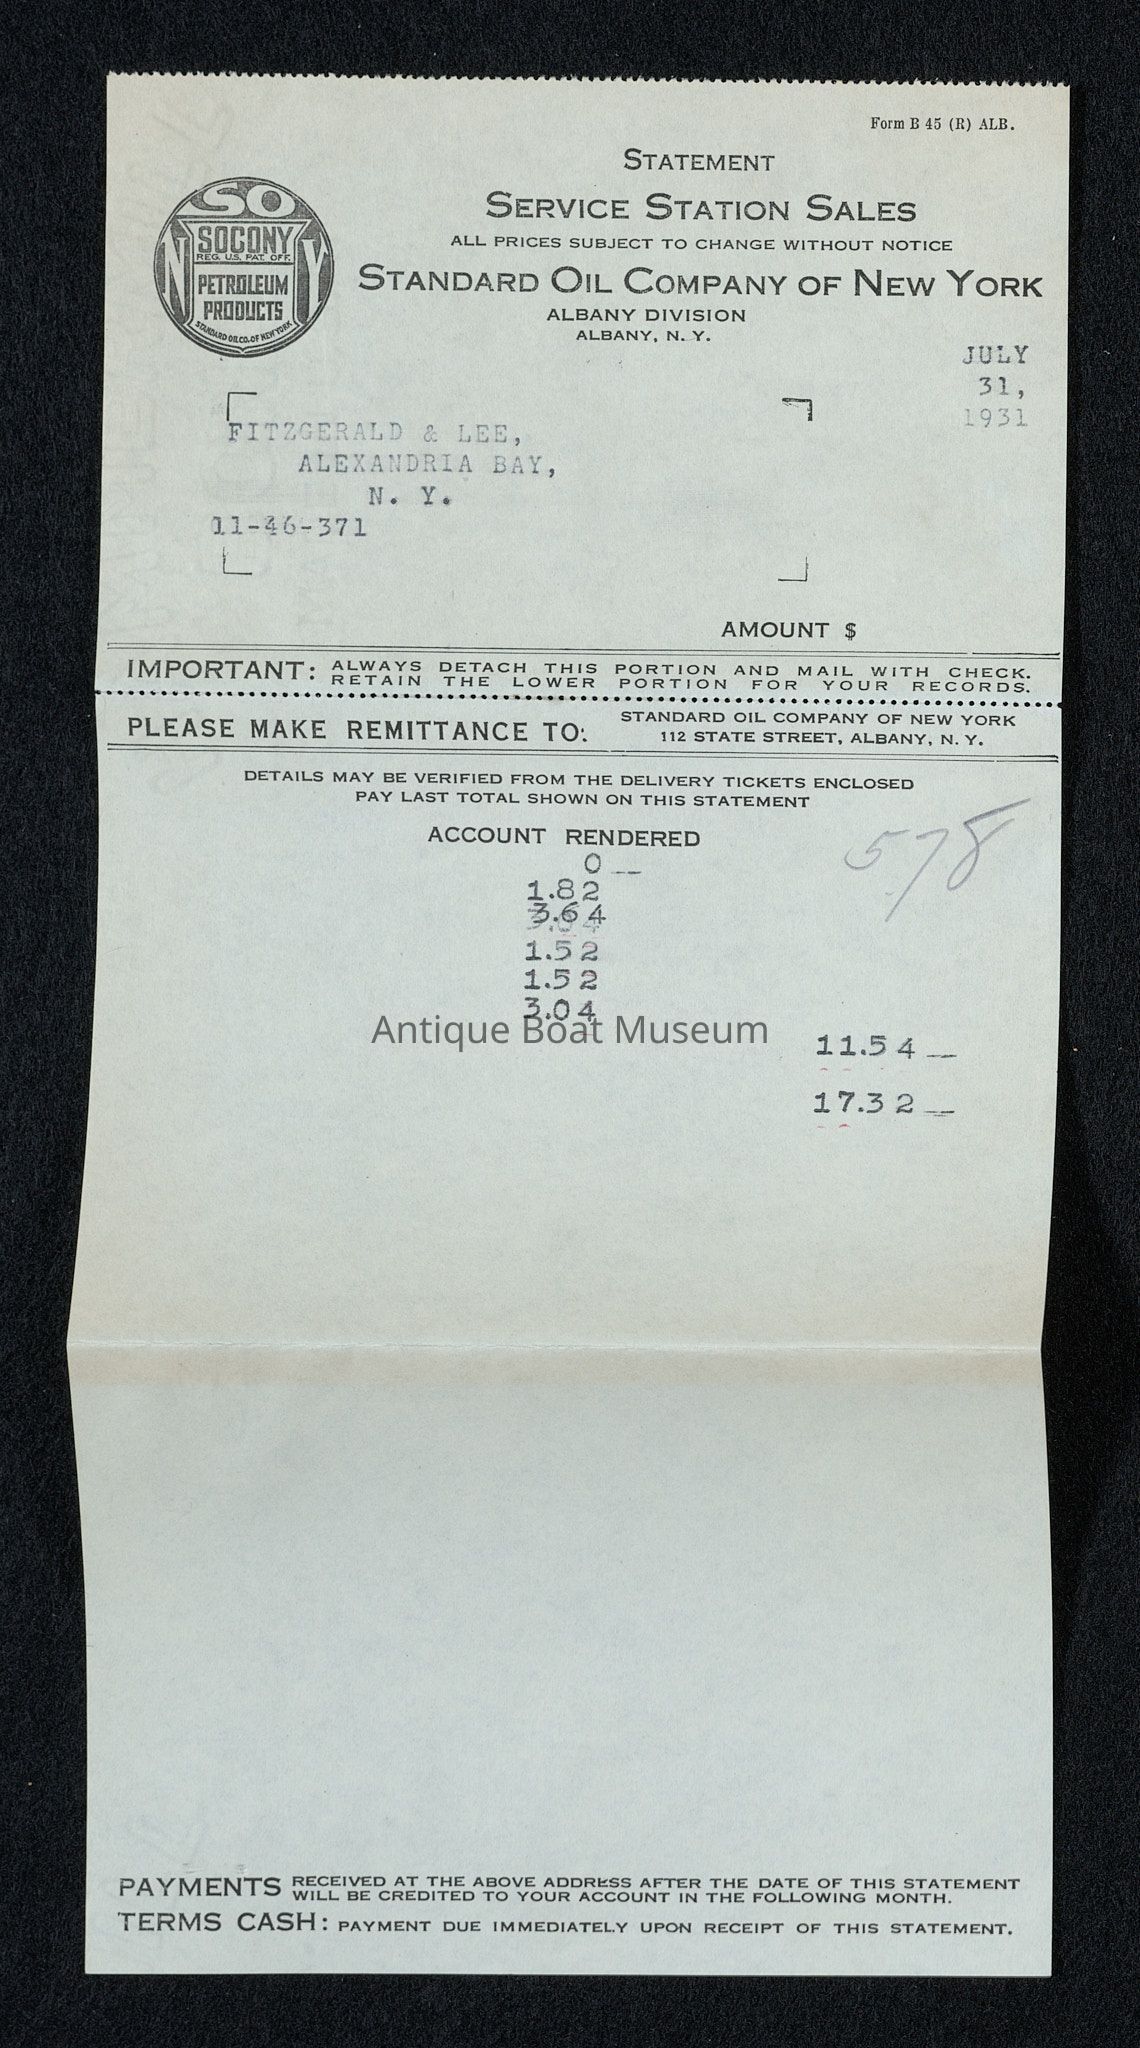 Form B 45 (R) ALB.
STATEMENT
SERVICE STATION SALES
ALL PRICES SUBJECT TO CHANGE WITHOUT NOTICE
STANDARD OIL COMPANY OF NEW YORK
ALBANY DIVISION
ALBANY, N. Y.
SO
N Y
SOCONY
REG. U.S. PAT. OFF.
PETROLEUM
PRODUCTS
STANDARD OIL CO. OF NEW YORK
JULY
31,
1931
FITZGERALD & LEE,
ALEXANDRIA BAY,
N. Y.
11-46-371
AMOUNT $
IMPORTANT: ALWAYS DETACH THIS PORTION AND MAIL WITH CHECK.
RETAIN THE LOWER PORTION FOR YOUR RECORDS.
PLEASE MAKE REMITTANCE TO: STANDARD OIL COMPANY OF NEW YORK
112 STATE STREET, ALBANY, N. Y.
DETAILS MAY BE VERIFIED FROM THE DELIVERY TICKETS ENCLOSED
PAY LAST TOTAL SHOWN ON THIS STATEMENT
ACCOUNT RENDERED
578
0
1.82
3.64
1.52
1.52
3.04
Antique Boat Museum
11.54
17.32
PAYMENTS RECEIVED AT THE ABOVE ADDRESS AFTER THE DATE OF THIS STATEMENT
WILL BE CREDITED TO YOUR ACCOUNT IN THE FOLLOWING MONTH.
TERMS CASH: PAYMENT DUE IMMEDIATELY UPON RECEIPT OF THIS STATEMENT.